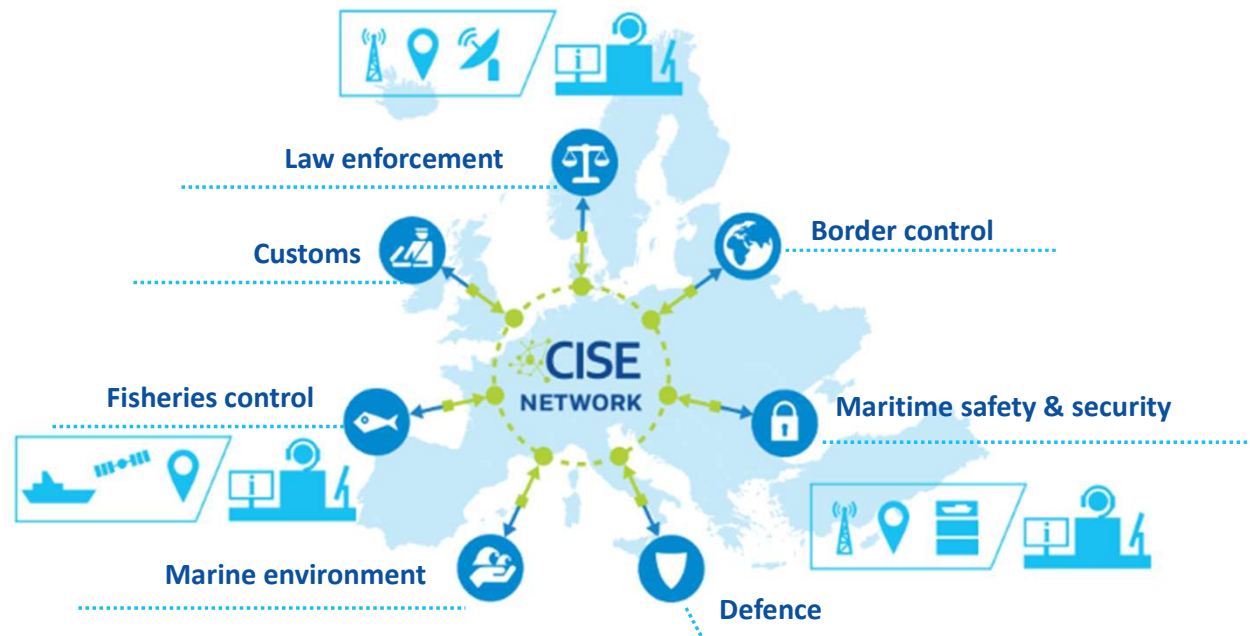 Law enforcement
Border control
Customs
CISE
NETWORK
Fisheries control
Maritime safety & security
i
i
i
Marine environment
Defence